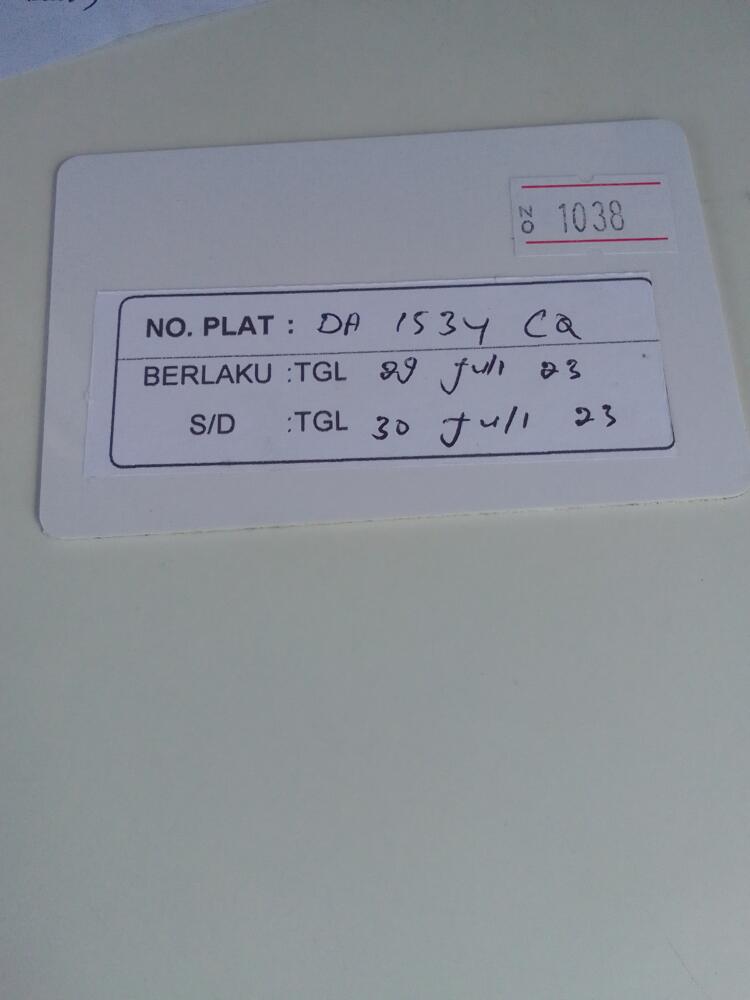 NO 1038
NO. PLAT : DA 1534 CQ
BERLAKU :TGL 29 Juli 23
S/D :TGL 30 Juli 23